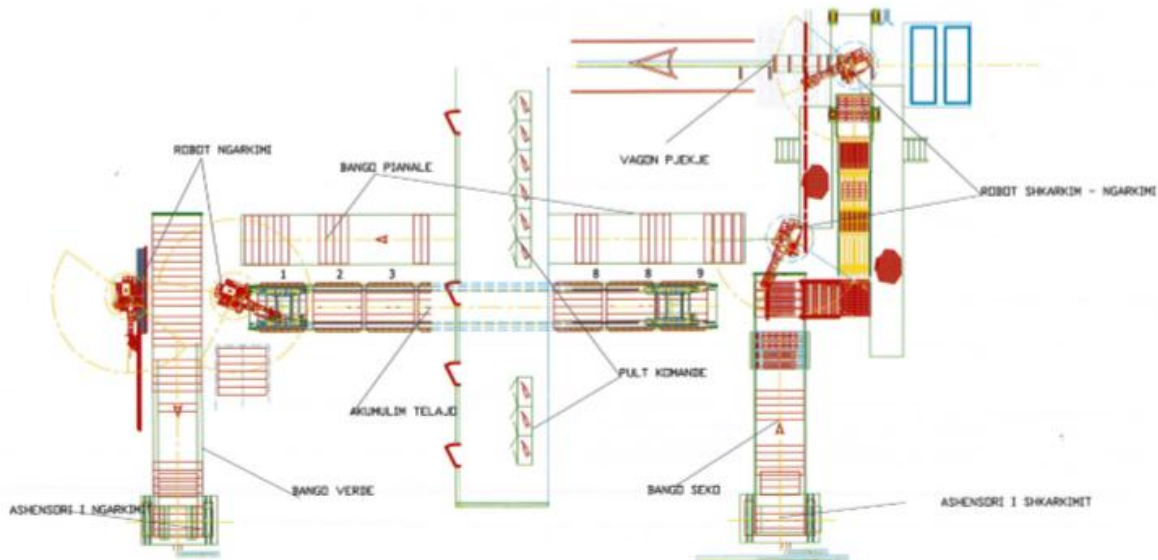 ROBOT NGARKIMI
BANGO PIANALE
VAGON PJEKJE
ROBOT SHKARKIM - NGARKIMI
1 2 3 8 8 9
AKUMULIM TELAJO
PULT KOMANDE
BANGO VERDE
BANGO SEKO
ASHENSORI I NGARKIMIT
ASHENSORI I SHKARKIMIT